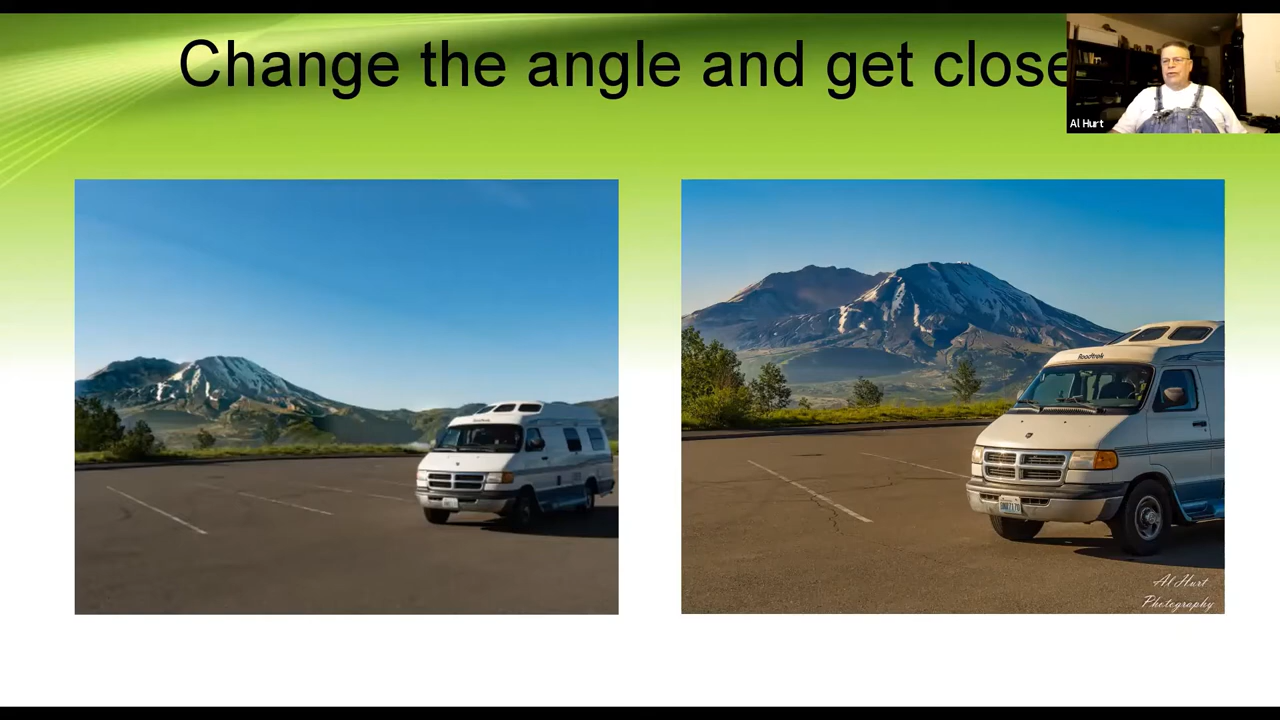 Change the angle and get close
Al Hurt
Roadtrek
Al Hurt
Photography